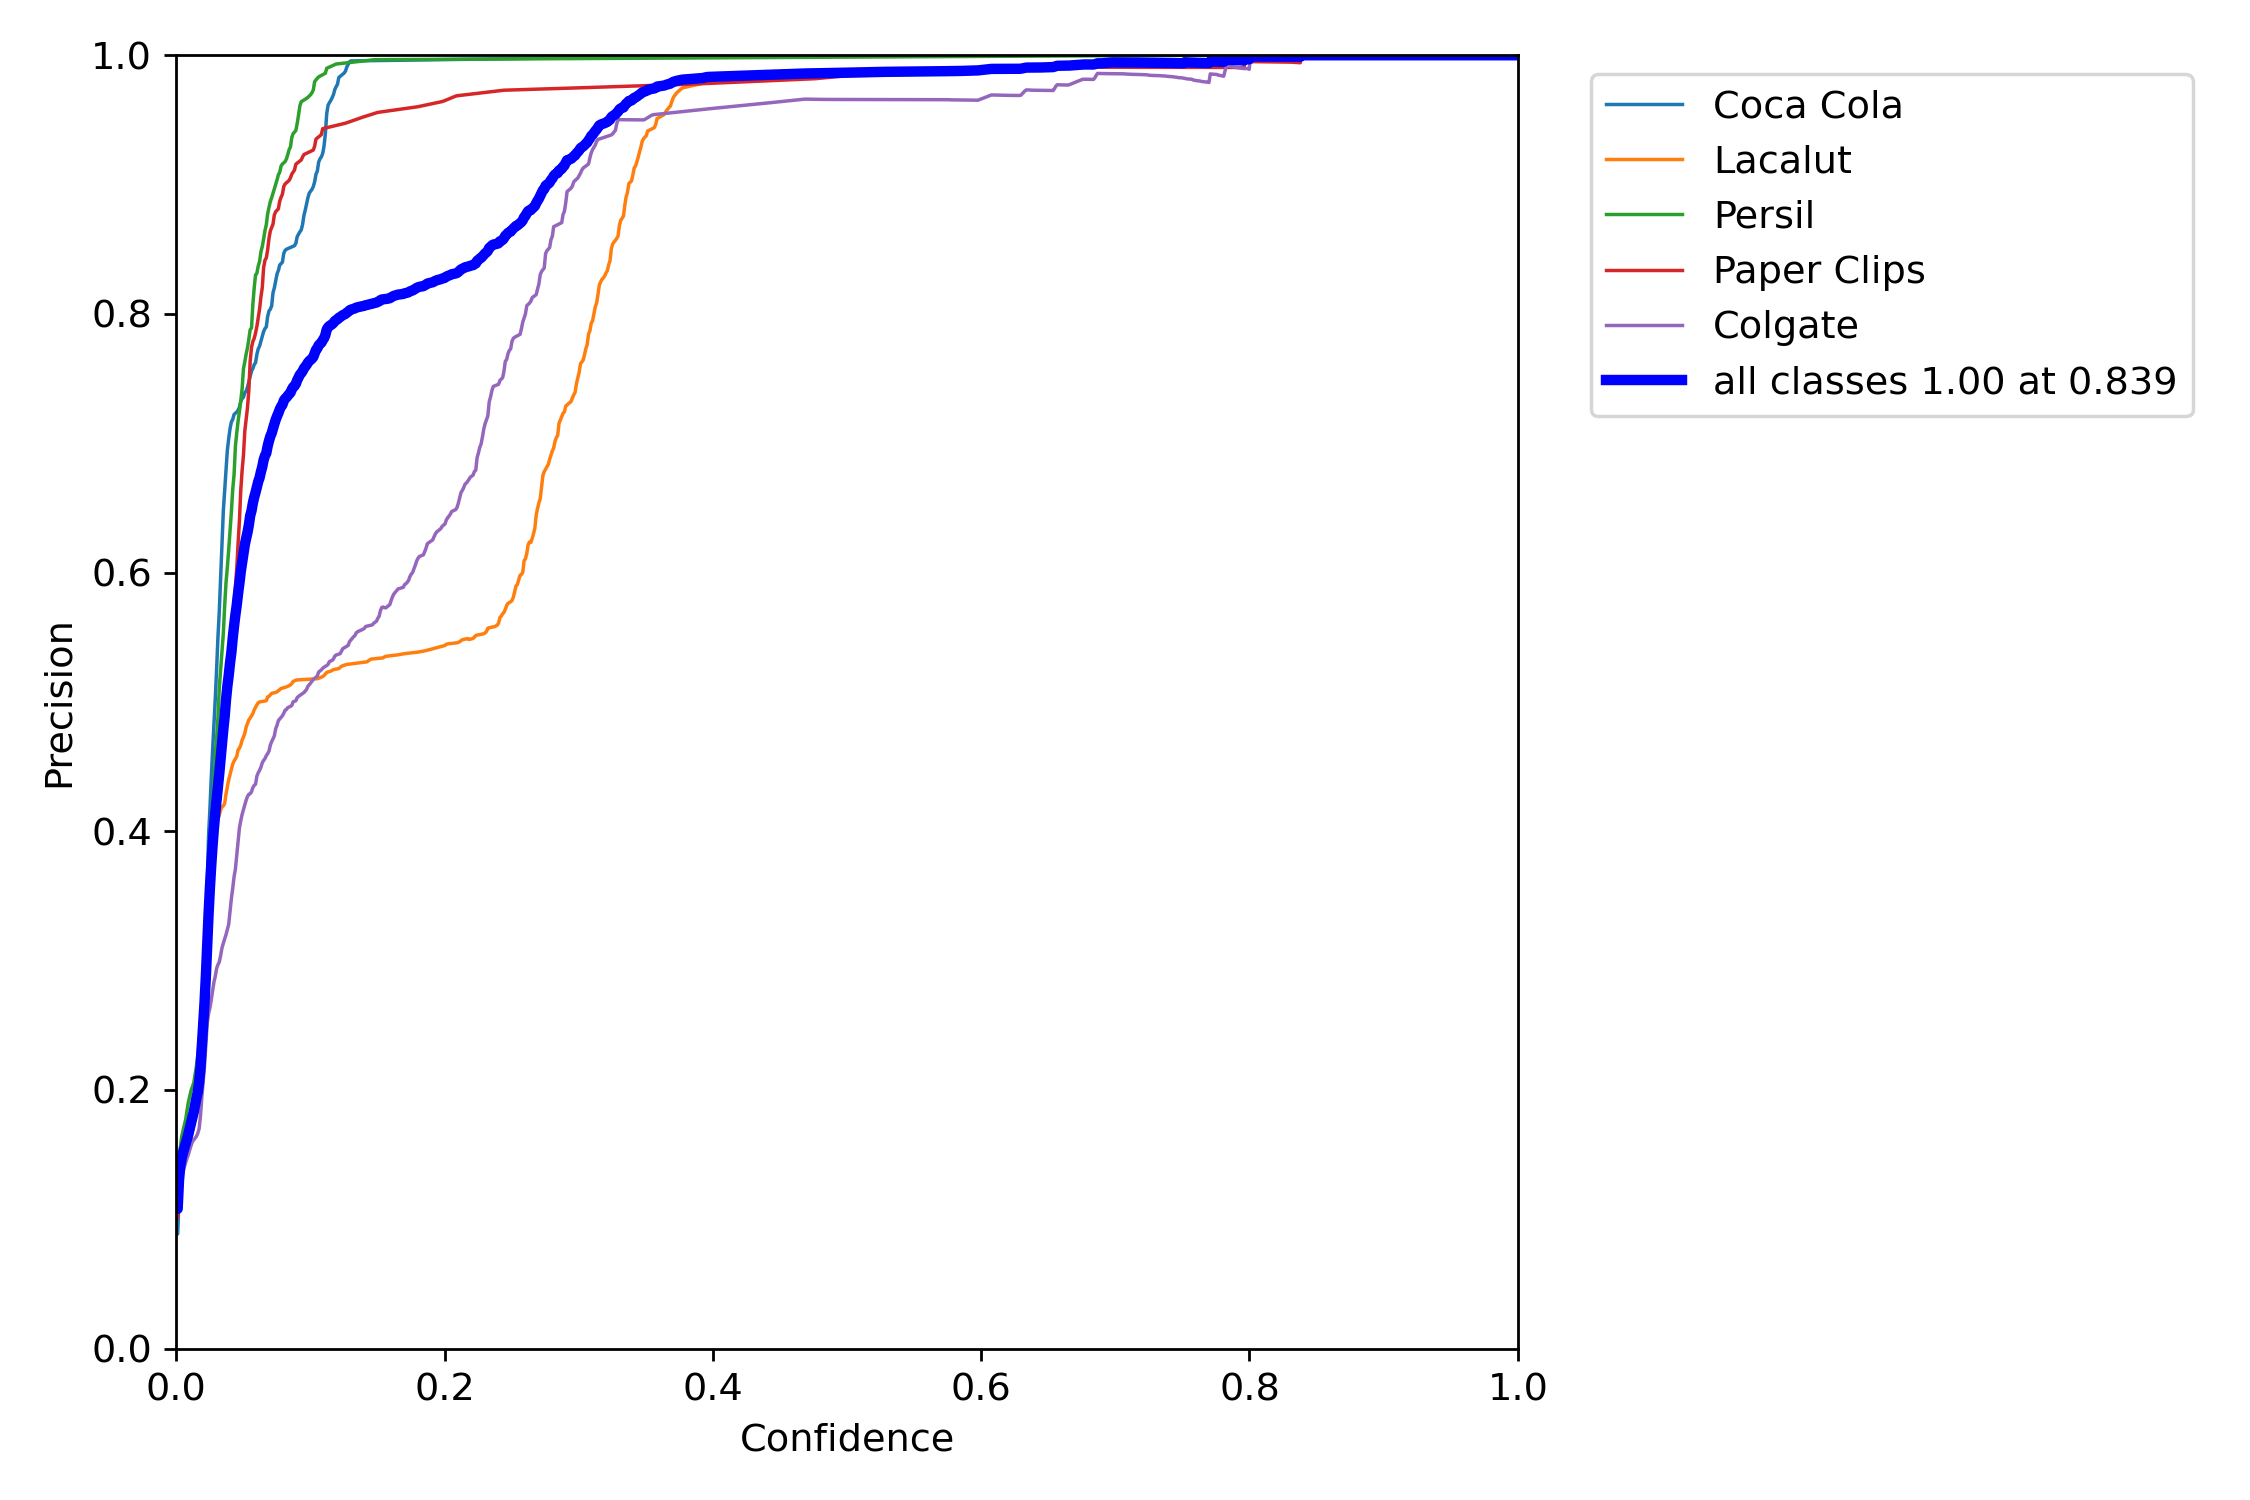 1.0
0.8
0.6
0.4
0.2
0.0
0.0 0.2 0.4 0.6 0.8 1.0
Precision
Confidence
Coca Cola
Lacalut
Persil
Paper Clips
Colgate
all classes 1.00 at 0.839